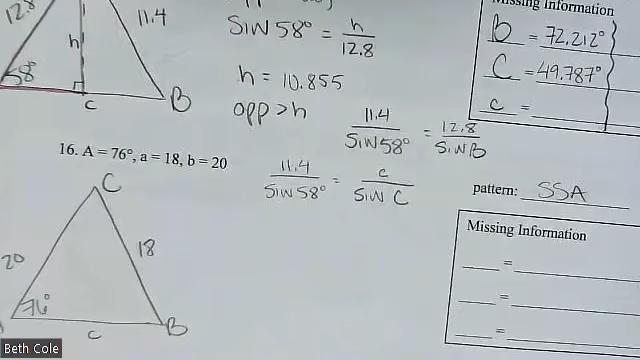 12.8
11.4
h
58°
c
B
Sin 58° = h/12.8
h = 10.855
opp > h
11.4/Sin 58° = 12.8/Sin B
11.4/Sin 58° = c/Sin C
Missing Information
B = 72.212°
C = 49.787°
c =
16. A = 76°, a = 18, b = 20
C
20
18
76°
c
B
pattern: SSA
Missing Information
=
=
=
Beth Cole